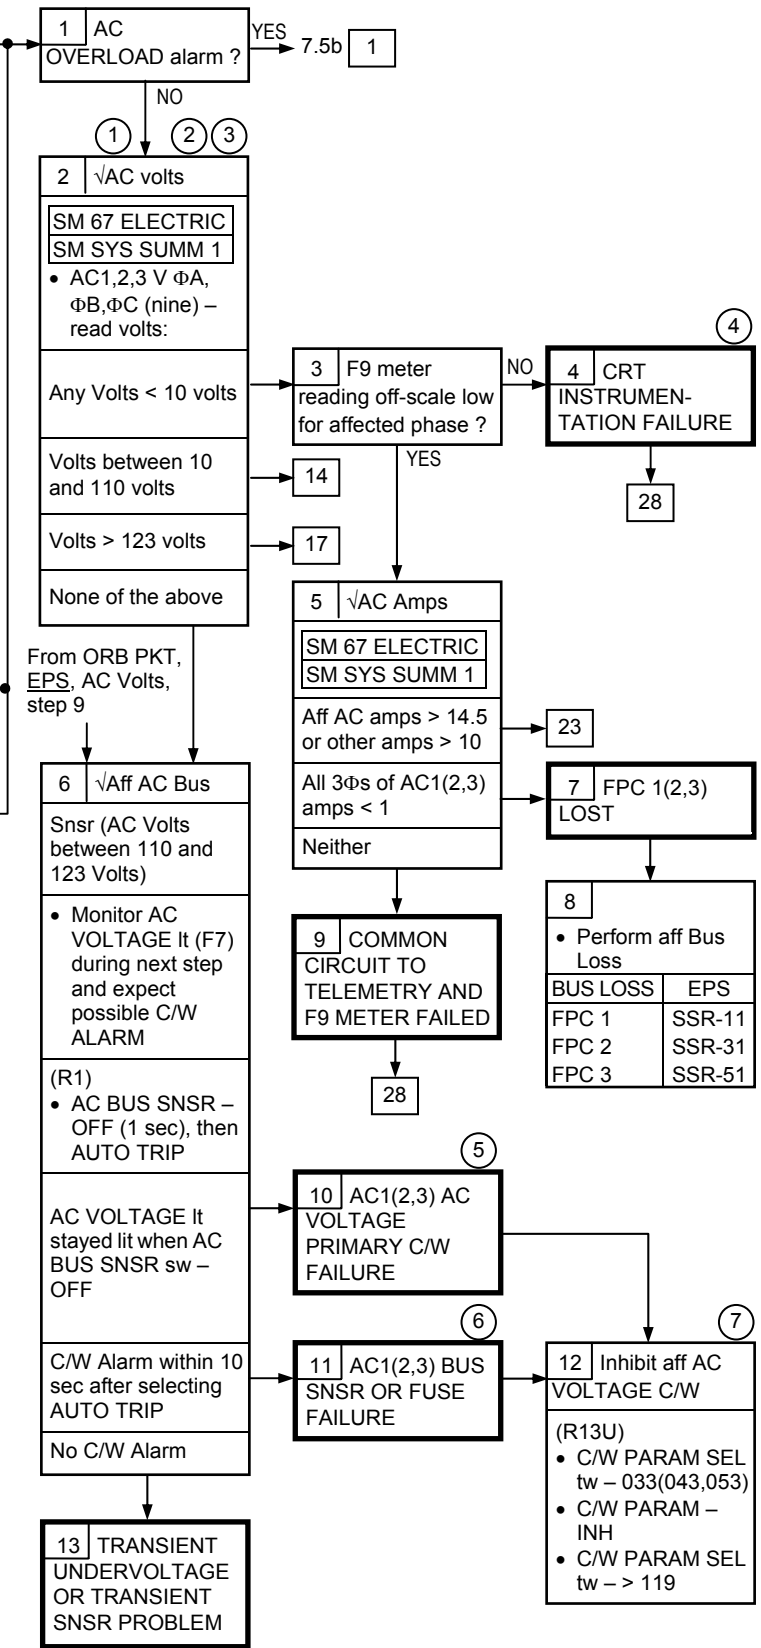 1 AC
OVERLOAD alarm ?
YES
7.5b 1
NO
1 2 3
2 √AC volts
SM 67 ELECTRIC
SM SYS SUMM 1
• AC1,2,3 V ΦA,
ΦB,ΦC (nine) –
read volts:
Any Volts < 10 volts
Volts between 10
and 110 volts
14
Volts > 123 volts
17
None of the above
3 F9 meter
reading off-scale low
for affected phase ?
NO
YES
4
4 CRT
INSTRUMEN-
TATION FAILURE
28
5 √AC Amps
SM 67 ELECTRIC
SM SYS SUMM 1
Aff AC amps > 14.5
or other amps > 10
23
All 3Φs of AC1(2,3)
amps < 1
Neither
7 FPC 1(2,3)
LOST
8
• Perform aff Bus
Loss
BUS LOSS EPS
FPC 1 SSR-11
FPC 2 SSR-31
FPC 3 SSR-51
9 COMMON
CIRCUIT TO
TELEMETRY AND
F9 METER FAILED
28
From ORB PKT,
EPS, AC Volts,
step 9
6 √Aff AC Bus
Snsr (AC Volts
between 110 and
123 Volts)
• Monitor AC
VOLTAGE lt (F7)
during next step
and expect
possible C/W
ALARM
(R1)
• AC BUS SNSR –
OFF (1 sec), then
AUTO TRIP
AC VOLTAGE lt
stayed lit when AC
BUS SNSR sw –
OFF
C/W Alarm within 10
sec after selecting
AUTO TRIP
No C/W Alarm
5
10 AC1(2,3) AC
VOLTAGE
PRIMARY C/W
FAILURE
6
11 AC1(2,3) BUS
SNSR OR FUSE
FAILURE
7
12 Inhibit aff AC
VOLTAGE C/W
(R13U)
• C/W PARAM SEL
tw – 033(043,053)
• C/W PARAM –
INH
• C/W PARAM SEL
tw – > 119
13 TRANSIENT
UNDERVOLTAGE
OR TRANSIENT
SNSR PROBLEM